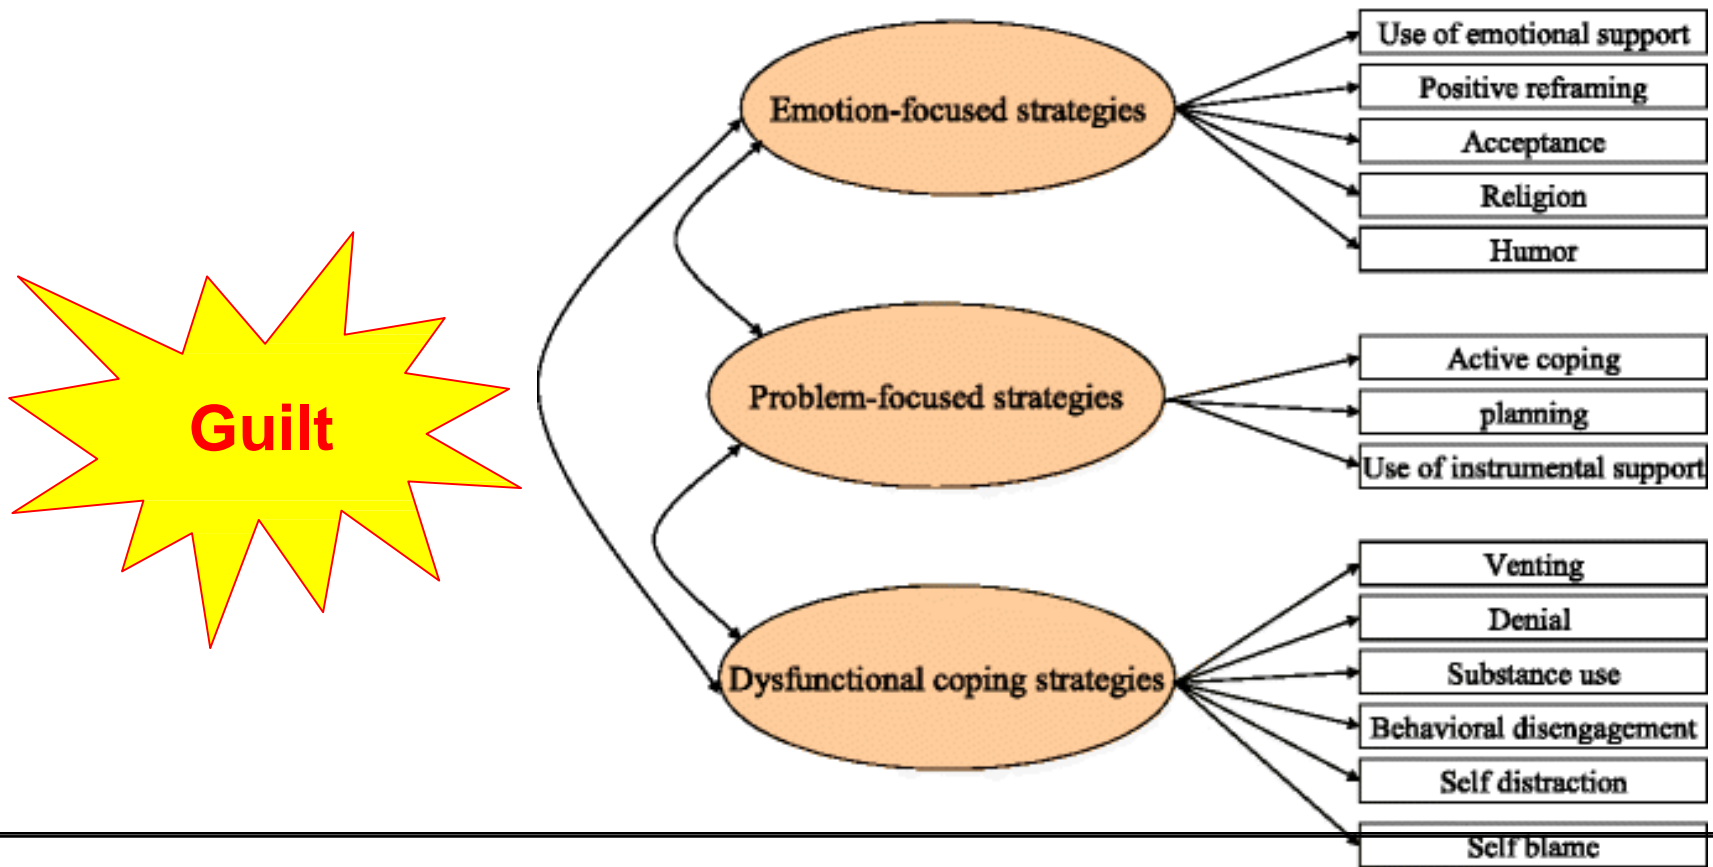 Use of emotional support
Positive reframing
Emotion-focused strategies
Acceptance
Religion
Humor
Guilt
Active coping
Problem-focused strategies
planning
Use of instrumental support
Venting
Denial
Dysfunctional coping strategies
Substance use
Behavioral disengagement
Self distraction
Self blame